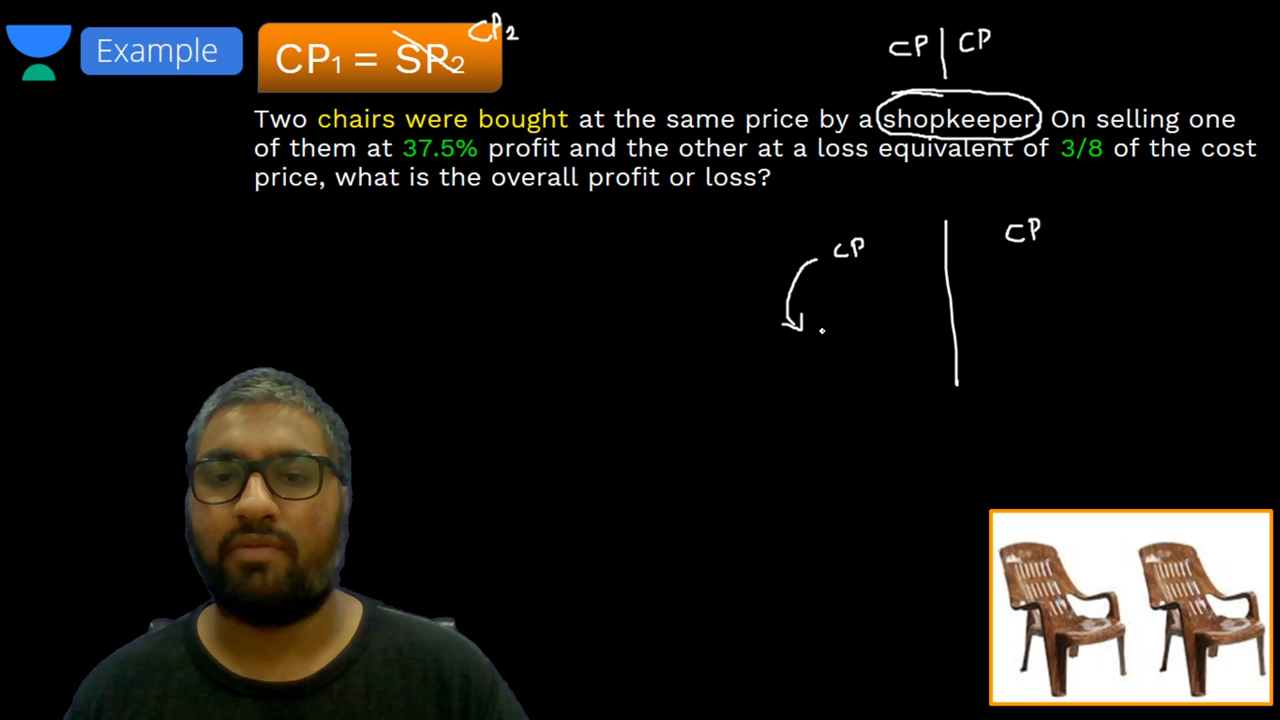 Example
CP₁ = SP₂ CP₂
CP | CP
Two chairs were bought at the same price by a shopkeeper. On selling one
of them at 37.5% profit and the other at a loss equivalent of 3/8 of the cost
price, what is the overall profit or loss?
CP CP